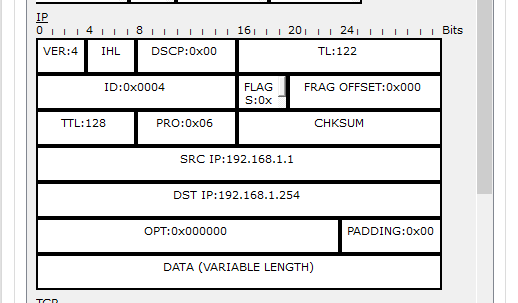 IP
0 4 8 16 20 24 Bits
VER:4 IHL DSCP:0x00 TL:122
ID:0x0004 FLAG FRAG OFFSET:0x000
S:0x
TTL:128 PRO:0x06 CHKSUM
SRC IP:192.168.1.1
DST IP:192.168.1.254
OPT:0x000000 PADDING:0x00
DATA (VARIABLE LENGTH)
TCP